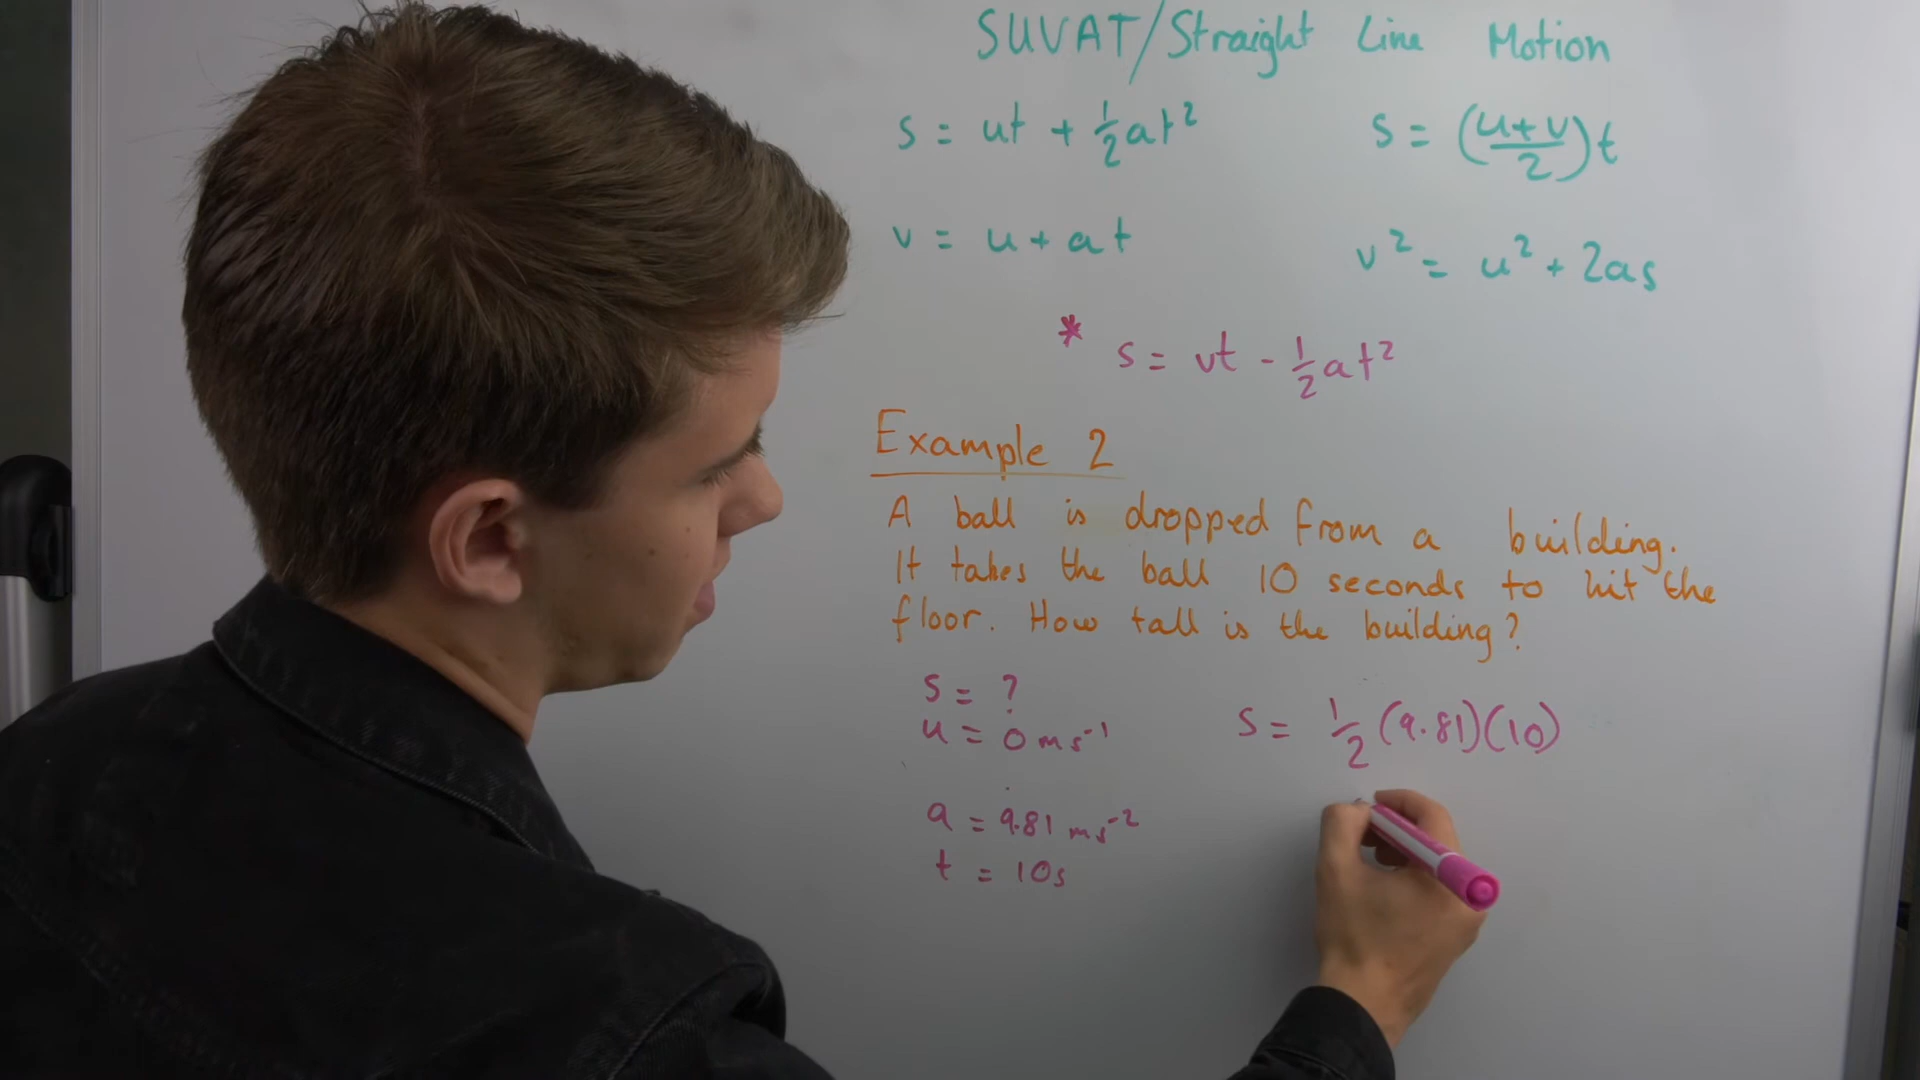 SUVAT/Straight Line Motion
s = ut + ½at² s = (u+v/2)t
v = u + at v² = u² + 2as
* s = vt - ½at²
Example 2
A ball is dropped from a building.
It takes the ball 10 seconds to hit the
floor. How tall is the building?
s = ?
u = 0 ms⁻¹ s = ½(9.81)(10)
a = 9.81 ms⁻²
t = 10s